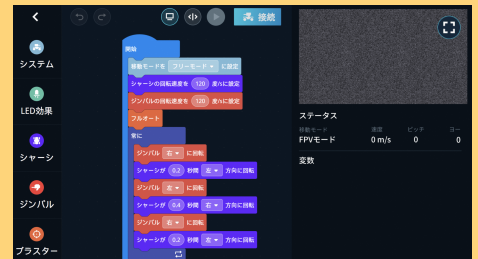 接続
システム
LED効果
シャーシ
ジンバル
ブラスター
開始
移動モードを フリーモード に設定
シャーシの回転速度を 120 度/sに設定
ジンバルの回転速度を 120 度/sに設定
フルオート
常に
ジンバル 右 に回転
シャーシが 0.2 秒間 左 方向に回転
ジンバル 左 に回転
シャーシが 0.4 秒間 右 方向に回転
ジンバル 右 に回転
シャーシが 0.2 秒間 左 方向に回転
ステータス
移動モード 速度 ピッチ ヨー
FPVモード 0 m/s 0 0
変数